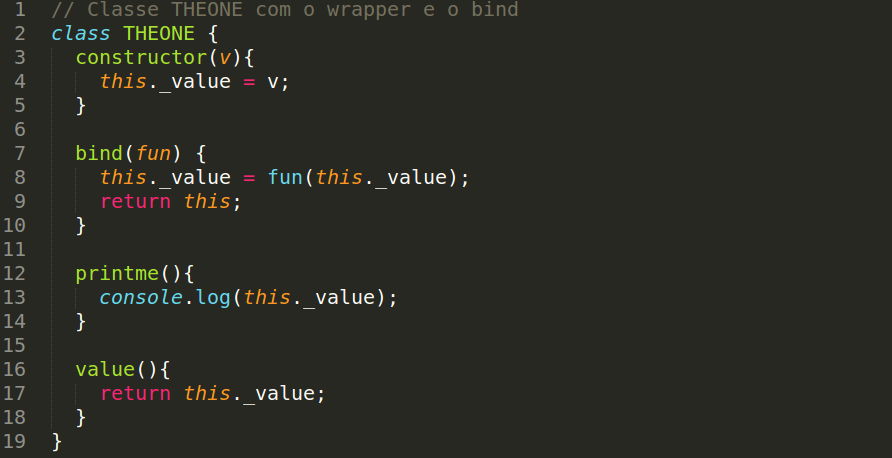 1 // Classe THEONE com o wrapper e o bind
2 class THEONE {
3   constructor(v){
4     this._value = v;
5   }
6
7   bind(fun) {
8     this._value = fun(this._value);
9     return this;
10   }
11
12   printme(){
13     console.log(this._value);
14   }
15
16   value(){
17     return this._value;
18   }
19 }